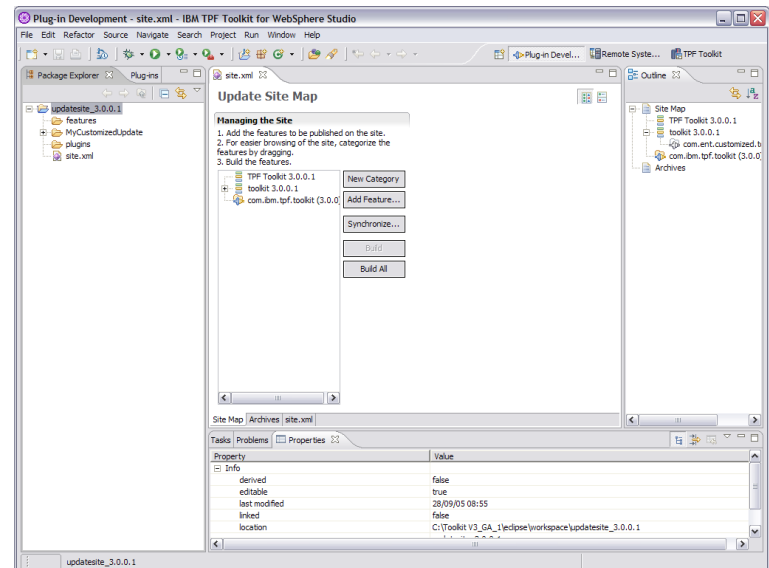 Plug-in Development - site.xml - IBM TPF Toolkit for WebSphere Studio
File Edit Refactor Source Navigate Search Project Run Window Help
Plug-in Devel... Remote Syste... TPF Toolkit
Package Explorer Plug-ins
updatesite_3.0.0.1
features
MyCustomizedUpdate
plugins
site.xml
site.xml
Update Site Map
Managing the Site
1. Add the features to be published on the site.
2. For easier browsing of the site, categorize the
features by dragging.
3. Build the features.
TPF Toolkit 3.0.0.1
toolkit 3.0.0.1
com.ibm.tpf.toolkit (3.0.0
New Category
Add Feature...
Synchronize...
Build
Build All
Site Map Archives site.xml
Outline
Site Map
TPF Toolkit 3.0.0.1
toolkit 3.0.0.1
com.ent.customized.t
com.ibm.tpf.toolkit (3.0.0
Archives
Tasks Problems Properties
Property Value
Info
derived false
editable true
last modified 28/09/05 08:55
linked false
location C:\Toolkit V3_GA_1\eclipse\workspace\updatesite_3.0.0.1
updatesite_3.0.0.1